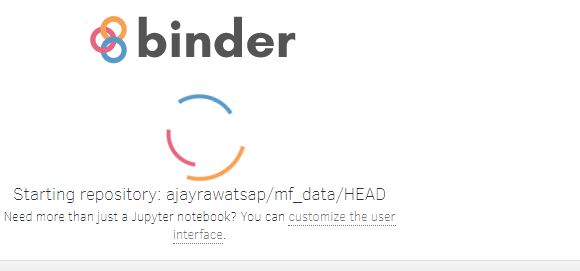 binder
Starting repository: ajayrawatsap/mf_data/HEAD
Need more than just a Jupyter notebook? You can customize the user
interface.